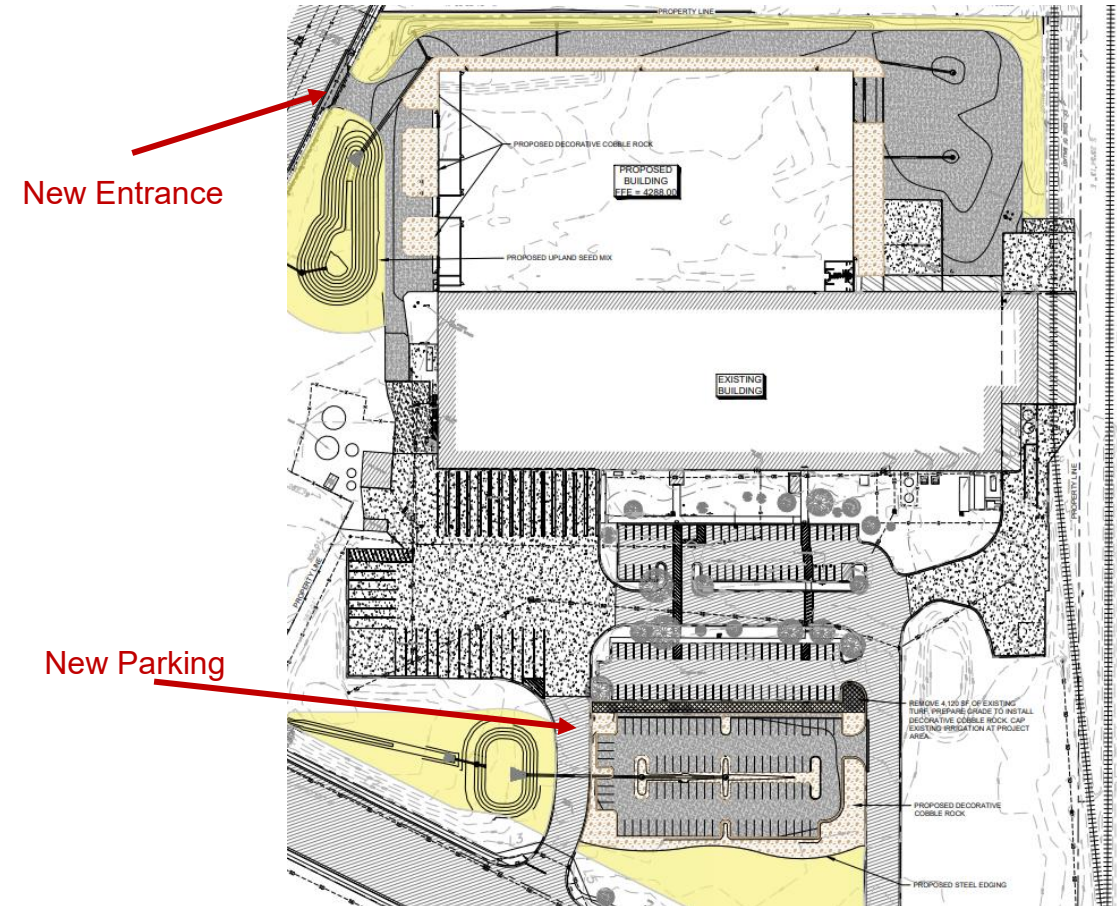 PROPERTY LINE
New Entrance
PROPOSED DECORATIVE COBBLE ROCK
PROPOSED
BUILDING
FFE = 4288.00
PROPOSED UPLAND SEED MIX
EXISTING
BUILDING
PROPERTY LINE
PROPERTY LINE
New Parking
REMOVE 4,120 SF OF EXISTING
TURF, PREPARE GRADE TO INSTALL
DECORATIVE COBBLE ROCK. CAP
EXISTING IRRIGATION AT PROJECT
AREA.
PROPOSED DECORATIVE
COBBLE ROCK
PROPOSED STEEL EDGING